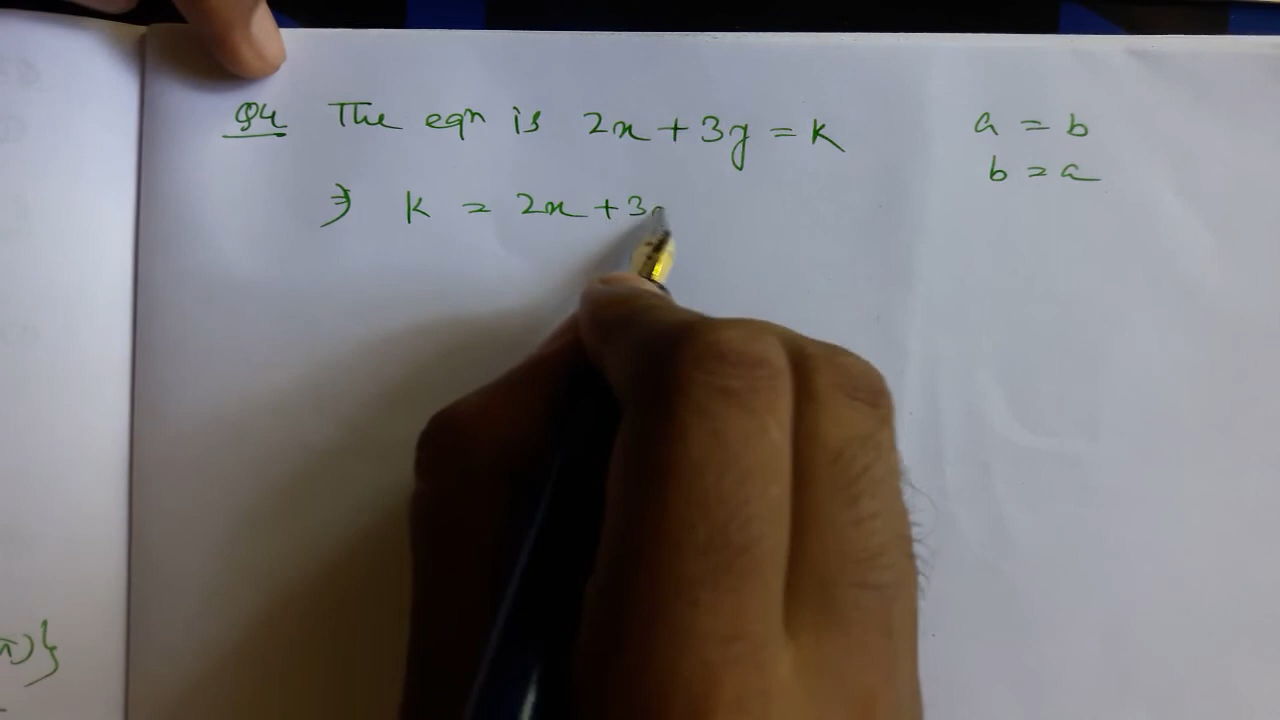 Q4 The eqn is 2x + 3y = k
a = b
b = a
⇒ k = 2x + 3